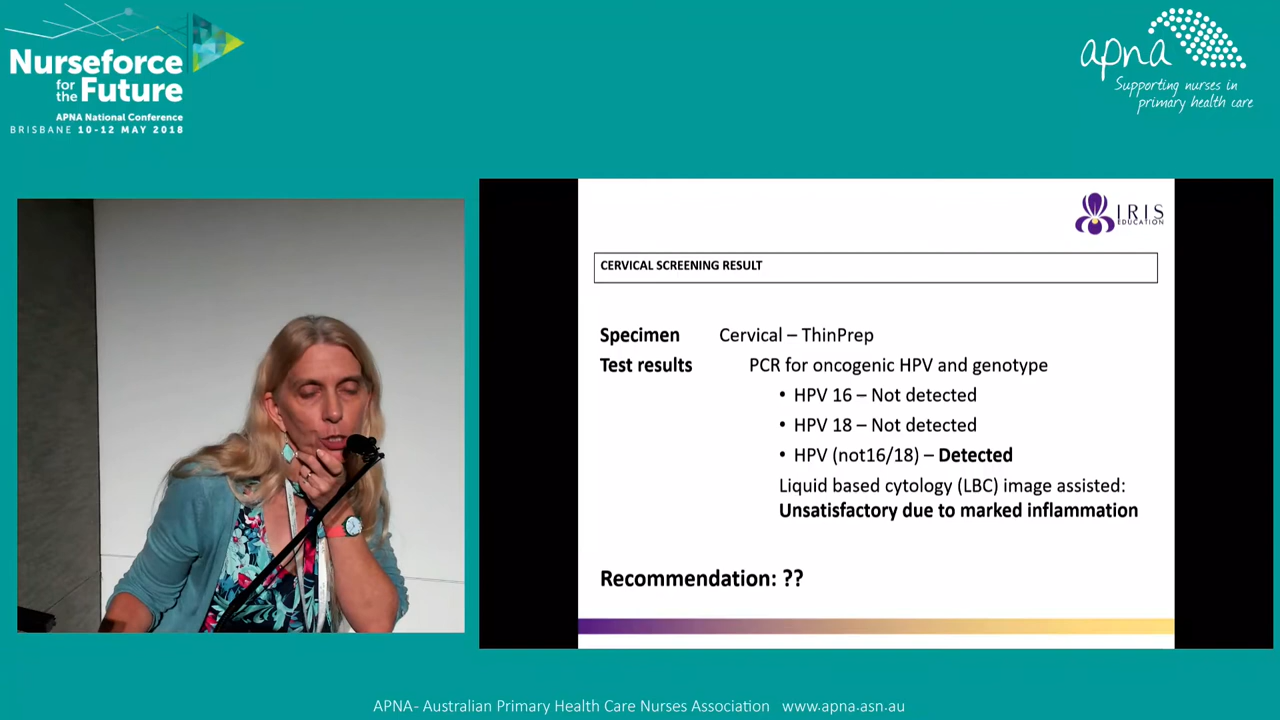 Nurseforce
for
the Future
APNA National Conference
BRISBANE 10-12 MAY 2018
apna
Supporting nurses in
primary health care
IRIS
EDUCATION
CERVICAL SCREENING RESULT
Specimen Cervical – ThinPrep
Test results PCR for oncogenic HPV and genotype
• HPV 16 – Not detected
• HPV 18 – Not detected
• HPV (not16/18) – Detected
Liquid based cytology (LBC) image assisted:
Unsatisfactory due to marked inflammation
Recommendation: ??
APNA- Australian Primary Health Care Nurses Association www.apna.asn.au